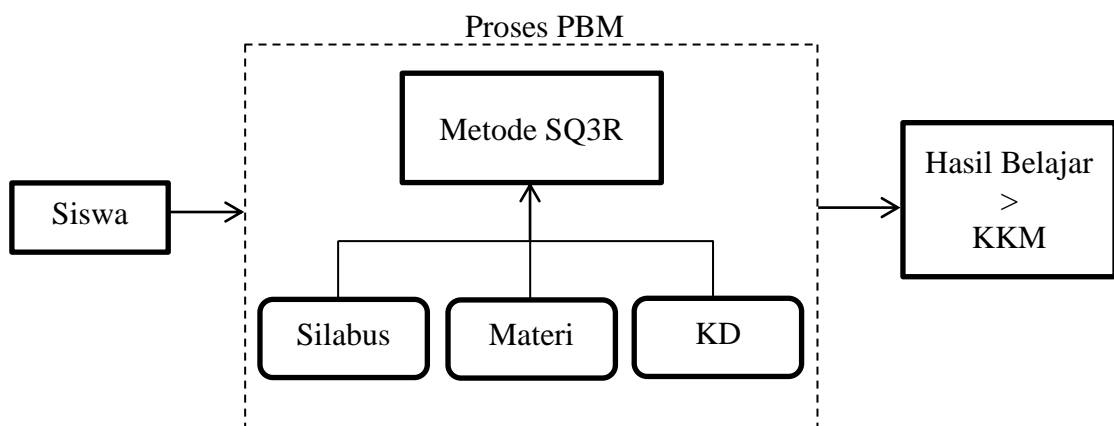 Proses PBM
Metode SQ3R
Siswa
Hasil Belajar
>
KKM
Silabus
Materi
KD